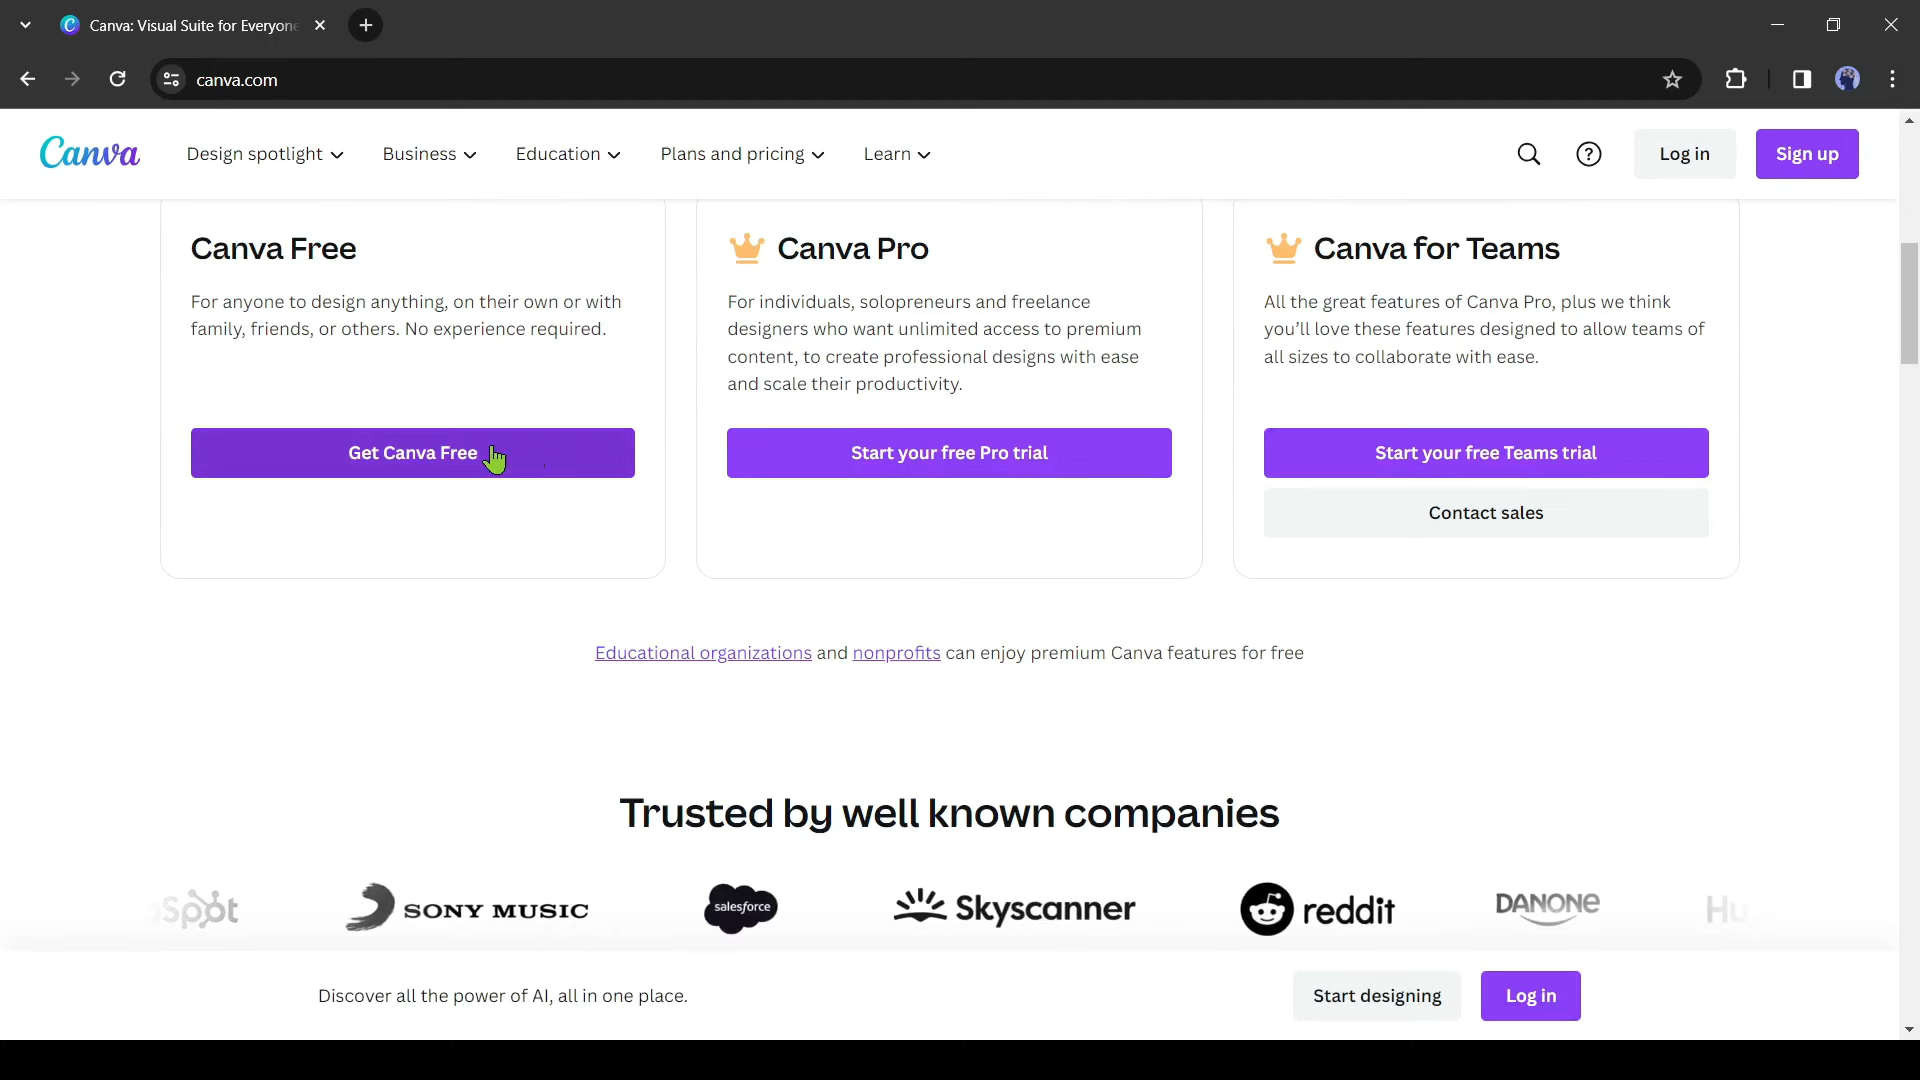 Canva: Visual Suite for Everyone
canva.com
Canva
Design spotlight
Business
Education
Plans and pricing
Learn
Log in
Sign up
Canva Free
For anyone to design anything, on their own or with
family, friends, or others. No experience required.
Get Canva Free
Canva Pro
For individuals, solopreneurs and freelance
designers who want unlimited access to premium
content, to create professional designs with ease
and scale their productivity.
Start your free Pro trial
Canva for Teams
All the great features of Canva Pro, plus we think
you'll love these features designed to allow teams of
all sizes to collaborate with ease.
Start your free Teams trial
Contact sales
Educational organizations and nonprofits can enjoy premium Canva features for free
Trusted by well known companies
Spot
SONY MUSIC
salesforce
Skyscanner
reddit
DANONE
Hu
Discover all the power of AI, all in one place.
Start designing
Log in